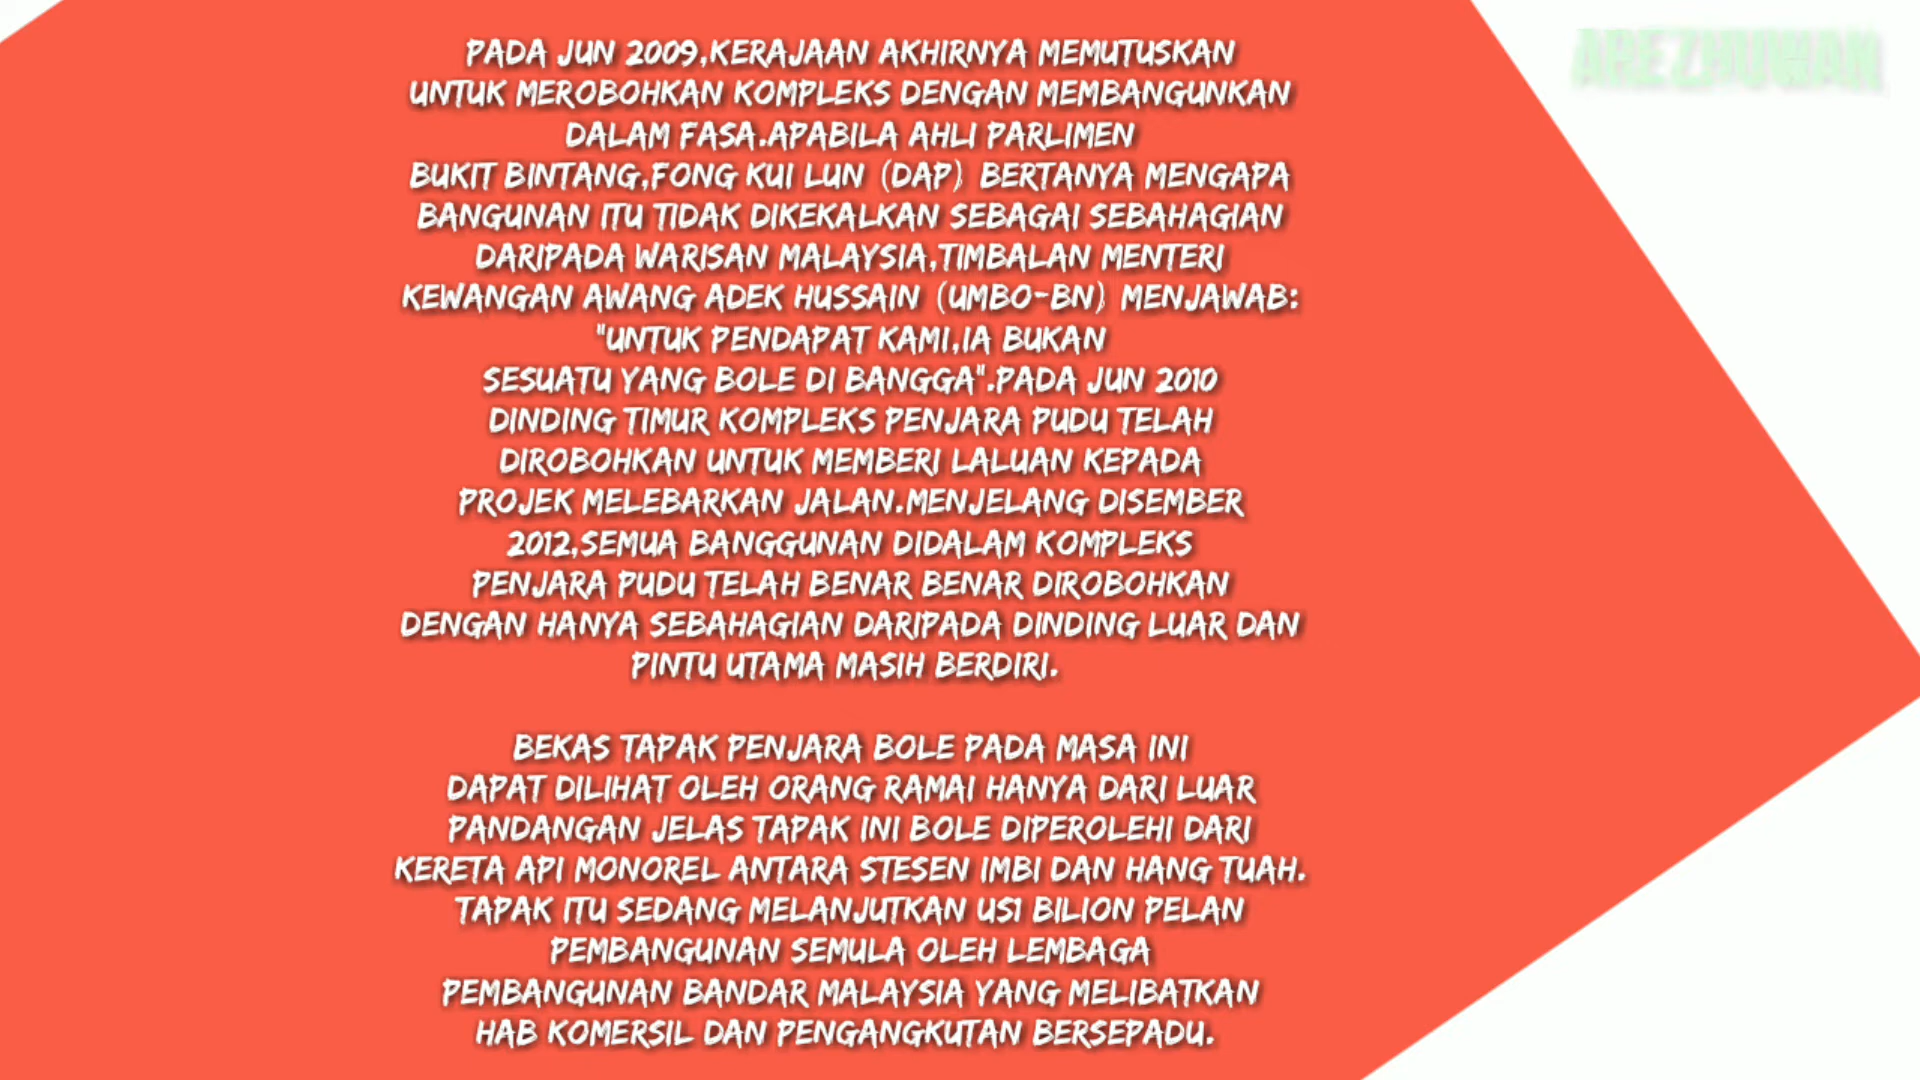 PADA JUN 2009,KERAJAAN AKHIRNYA MEMUTUSKAN
UNTUK MEROBOHKAN KOMPLEKS DENGAN MEMBANGUNKAN
DALAM FASA.APABILA AHLI PARLIMEN
BUKIT BINTANG,FONG KUI LUN (DAP) BERTANYA MENGAPA
BANGUNAN ITU TIDAK DIKEKALKAN SEBAGAI SEBAHAGIAN
DARIPADA WARISAN MALAYSIA,TIMBALAN MENTERI
KEWANGAN AWANG ADEK HUSSAIN (UMBO-BN) MENJAWAB:
"UNTUK PENDAPAT KAMI,IA BUKAN
SESUATU YANG BOLE DI BANGGA".PADA JUN 2010
DINDING TIMUR KOMPLEKS PENJARA PUDU TELAH
DIROBOHKAN UNTUK MEMBERI LALUAN KEPADA
PROJEK MELEBARKAN JALAN.MENJELANG DISEMBER
2012,SEMUA BANGGUNAN DIDALAM KOMPLEKS
PENJARA PUDU TELAH BENAR BENAR DIROBOHKAN
DENGAN HANYA SEBAHAGIAN DARIPADA DINDING LUAR DAN
PINTU UTAMA MASIH BERDIRI.
BEKAS TAPAK PENJARA BOLE PADA MASA INI
DAPAT DILIHAT OLEH ORANG RAMAI HANYA DARI LUAR
PANDANGAN JELAS TAPAK INI BOLE DIPEROLEHI DARI
KERETA API MONOREL ANTARA STESEN IMBI DAN HANG TUAH.
TAPAK ITU SEDANG MELANJUTKAN US1 BILION PELAN
PEMBANGUNAN SEMULA OLEH LEMBAGA
PEMBANGUNAN BANDAR MALAYSIA YANG MELIBATKAN
HAB KOMERSIL DAN PENGANGKUTAN BERSEPADU.
AREZHUWAN